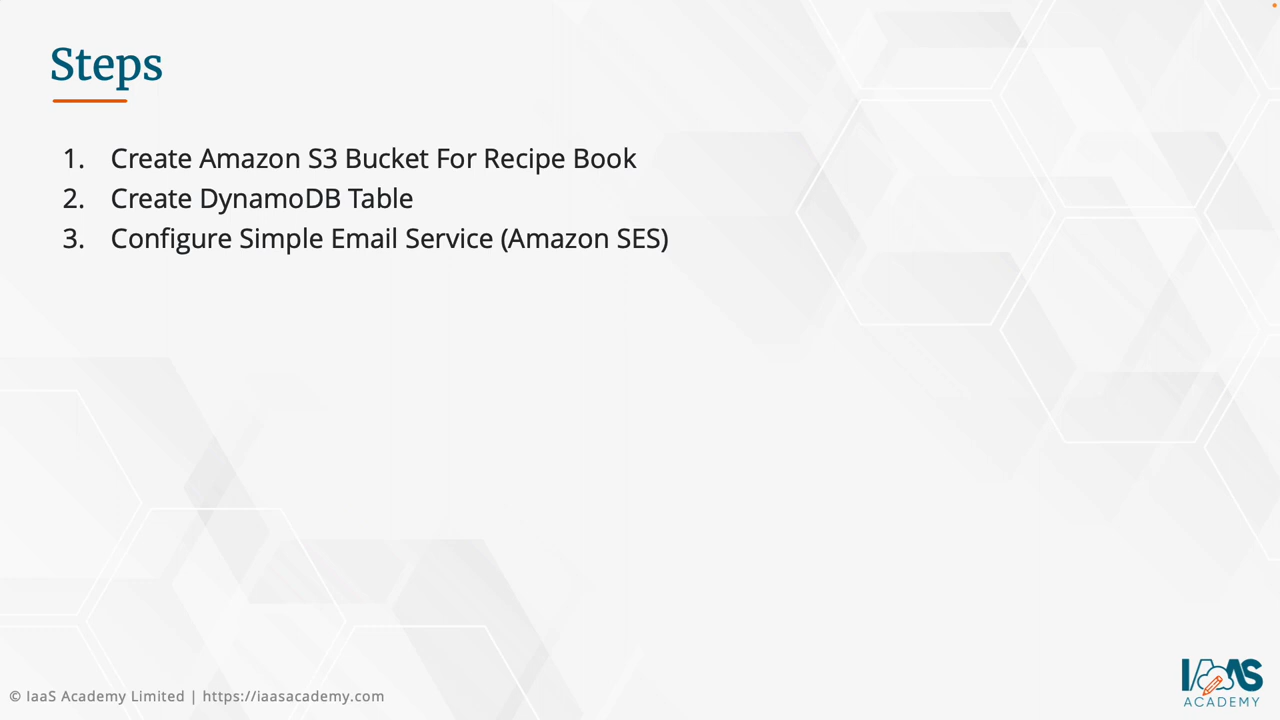 Steps
1. Create Amazon S3 Bucket For Recipe Book
2. Create DynamoDB Table
3. Configure Simple Email Service (Amazon SES)
© IaaS Academy Limited | https://iaasacademy.com
IAAS
ACADEMY